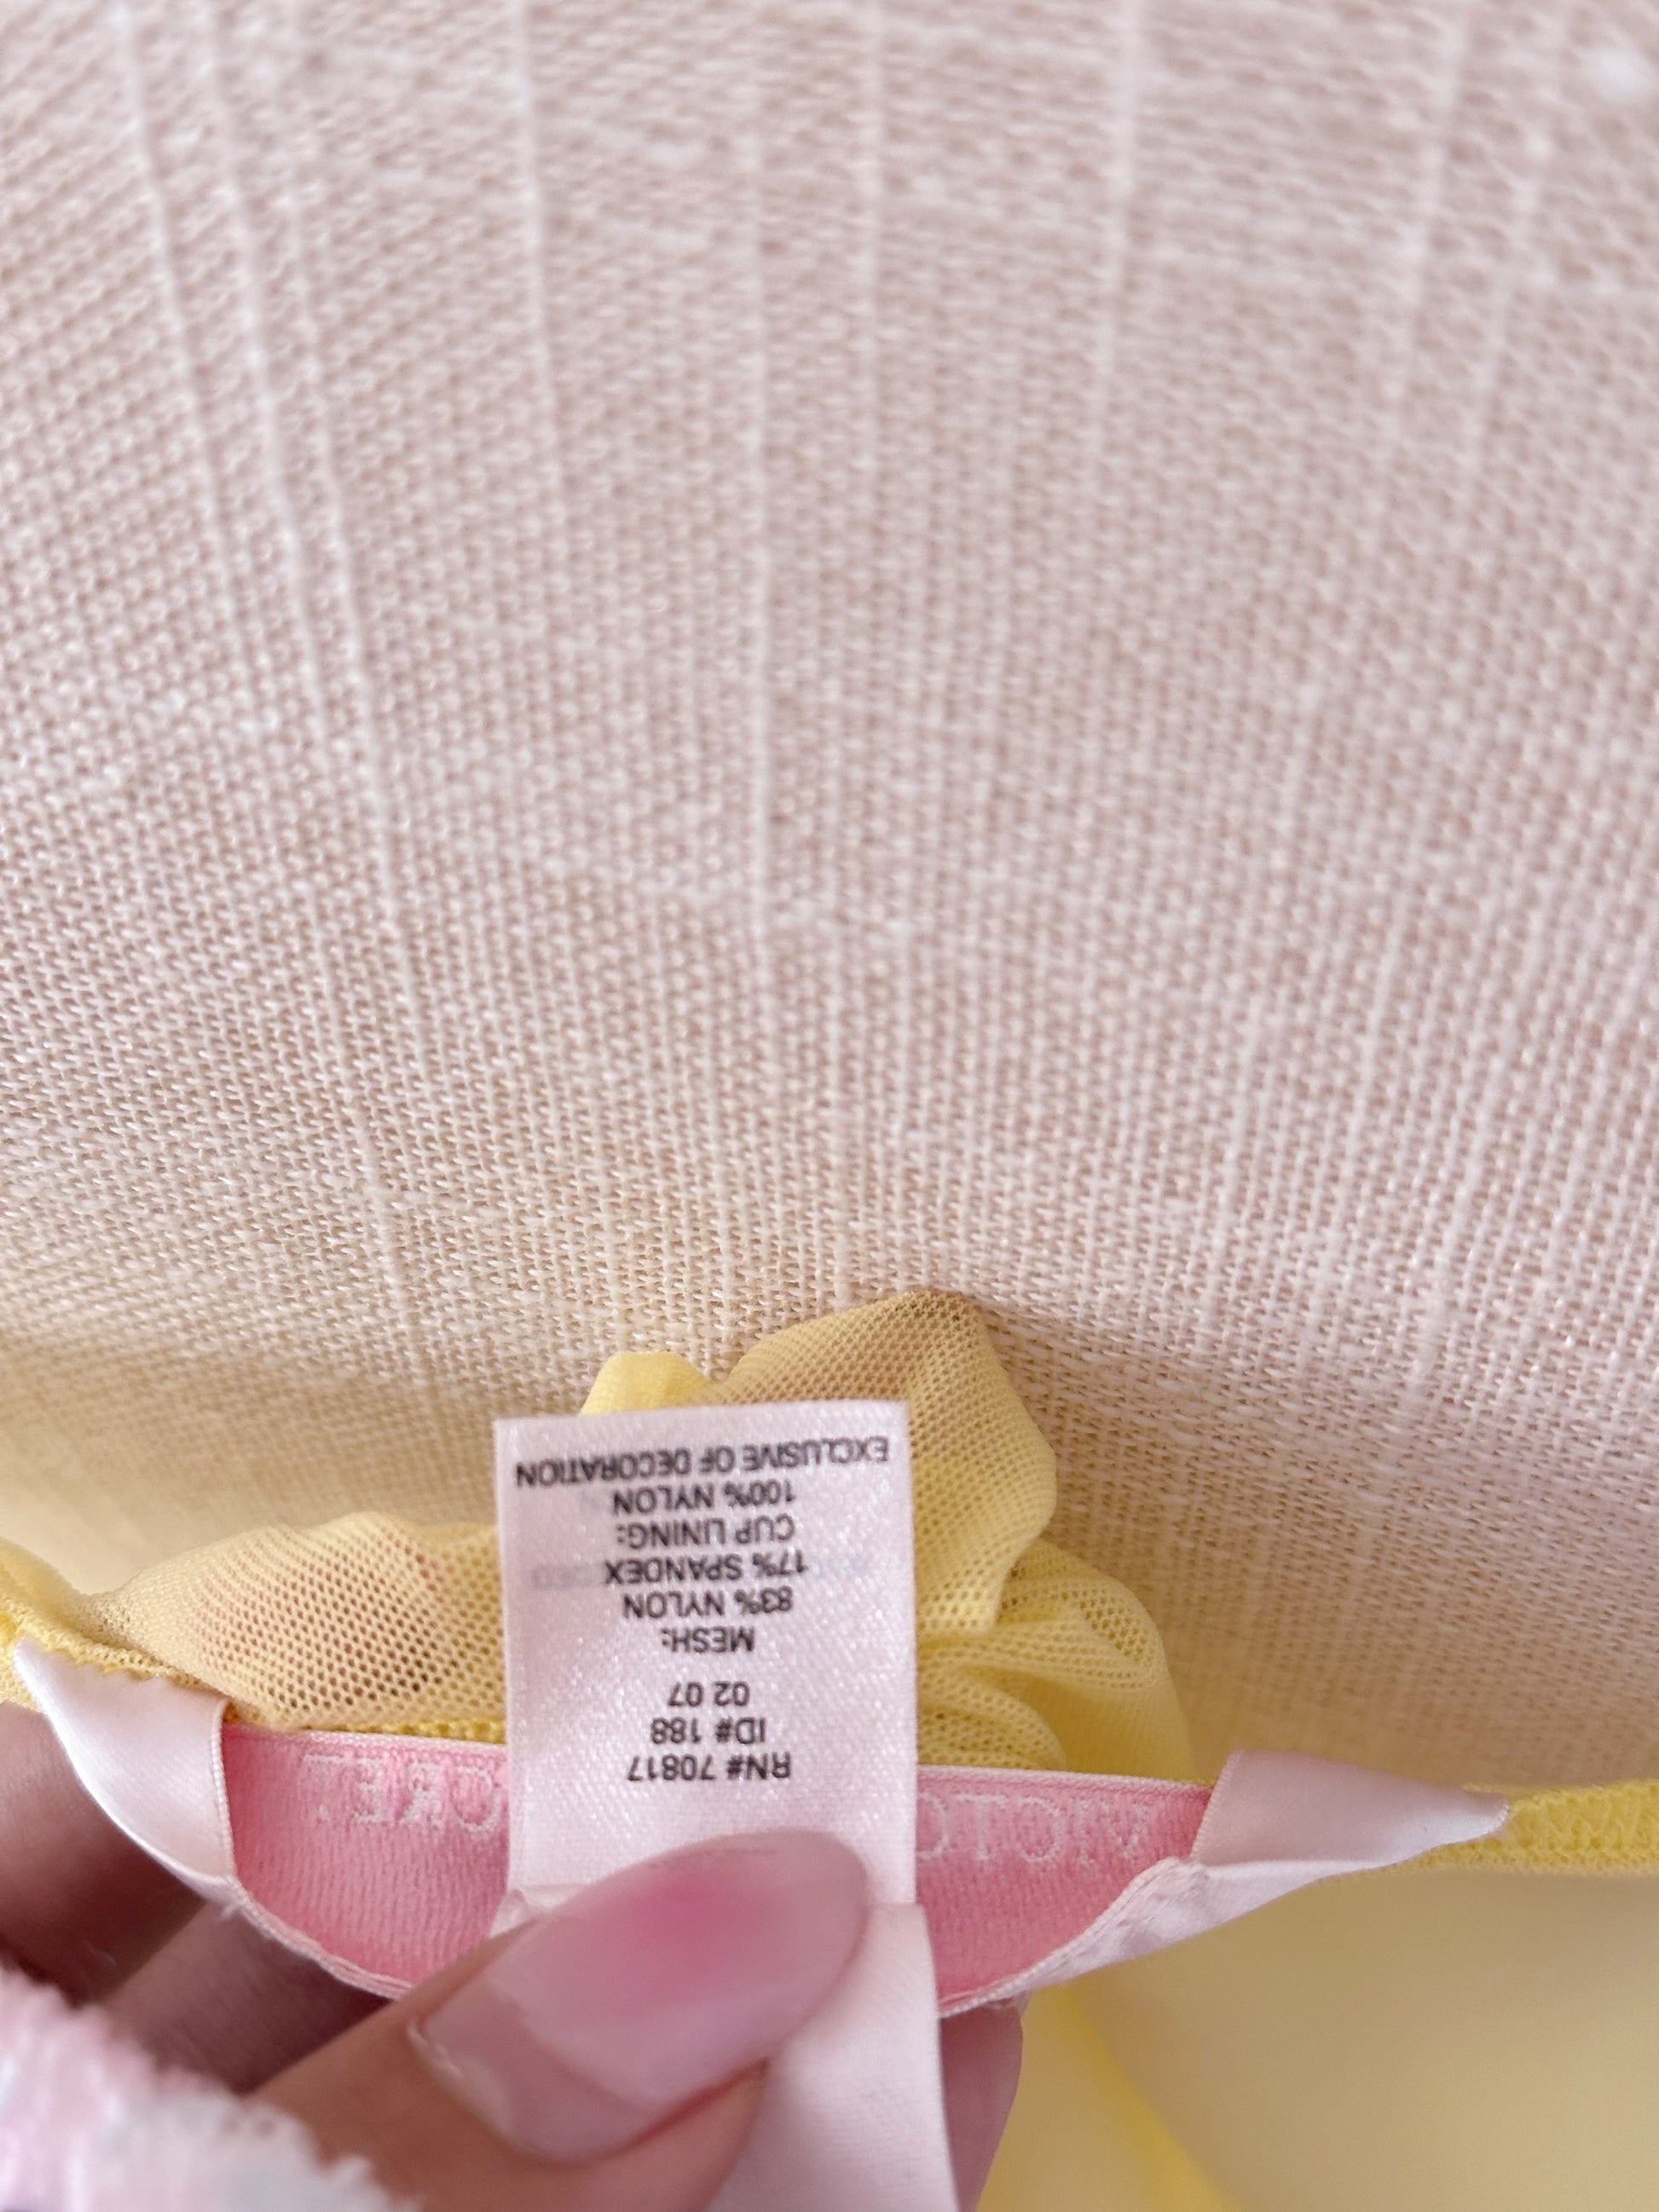 RN# 70817
ID# 188
02 07
MESH:
83% NYLON
17% SPANDEX
CUP LINING:
100% NYLON
EXCLUSIVE OF DECORATION